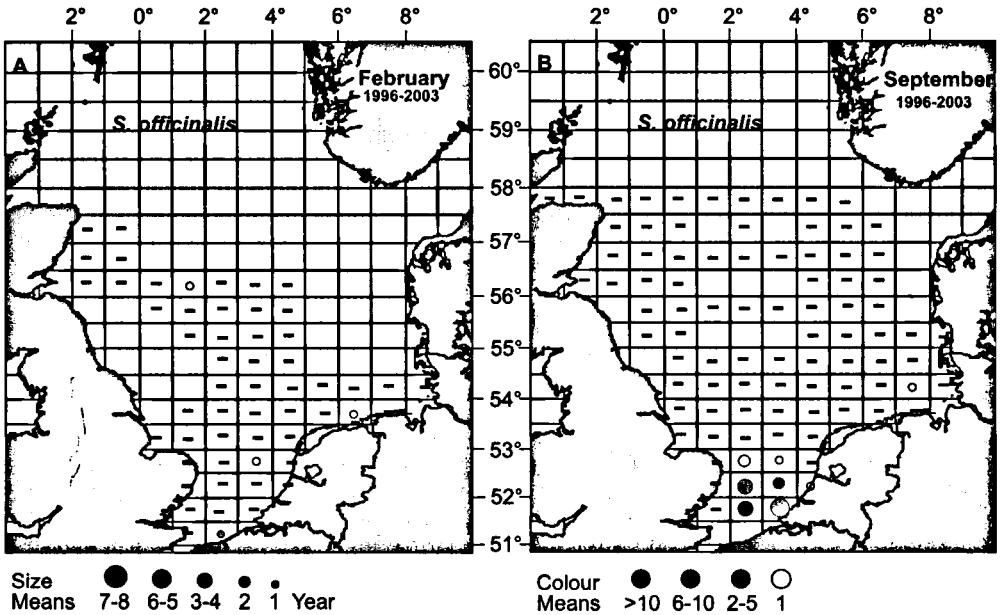 2° 0° 2° 4° 6° 8° 2° 0° 2° 4° 6° 8°
A February 60° B September
1996-2003 1996-2003
S. officinalis 59° S. officinalis
58°
57°
56°
55°
54°
53°
52°
51°
Size Colour
Means 7-8 6-5 3-4 2 1 Year Means >10 6-10 2-5 1